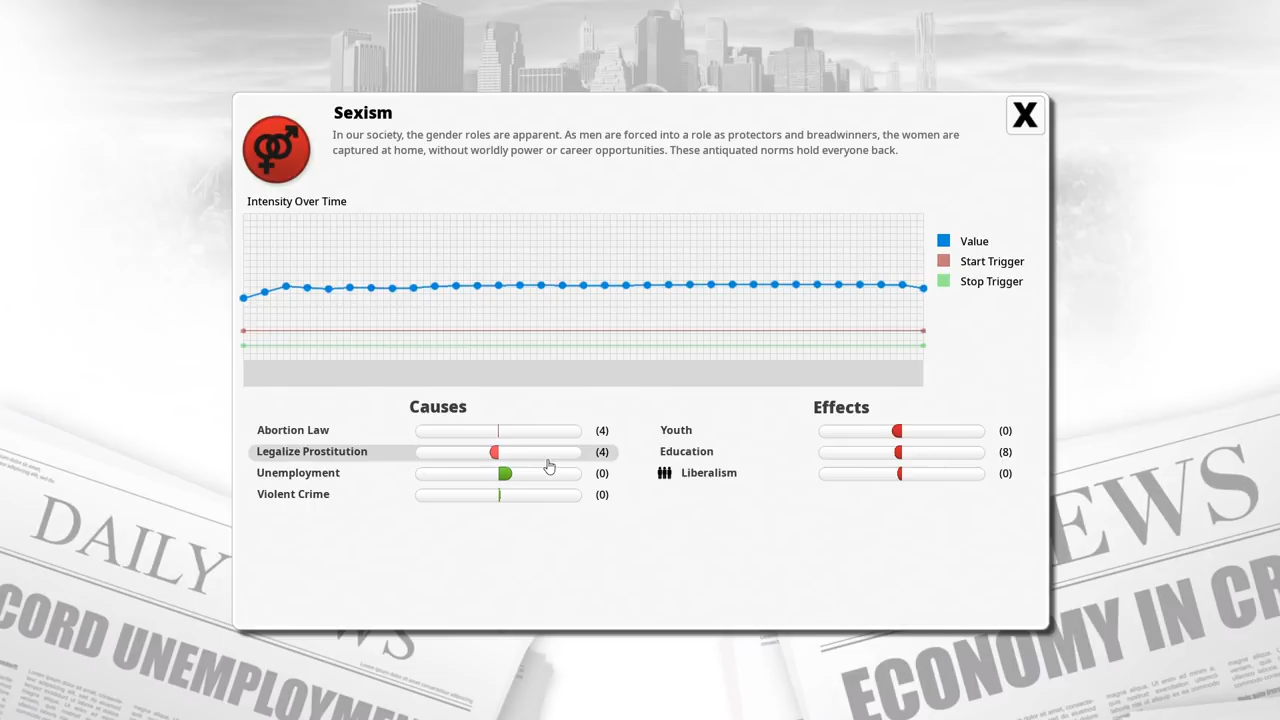 Sexism
X
In our society, the gender roles are apparent. As men are forced into a role as protectors and breadwinners, the women are
captured at home, without worldly power or career opportunities. These antiquated norms hold everyone back.
Intensity Over Time
Value
Start Trigger
Stop Trigger
Causes
Abortion Law (4)
Legalize Prostitution (4)
Unemployment (0)
Violent Crime (0)
Effects
Youth (0)
Education (8)
Liberalism (0)
DAILY
EWS
CORD UNEMPLOYME
WS
ECONOMY IN CR